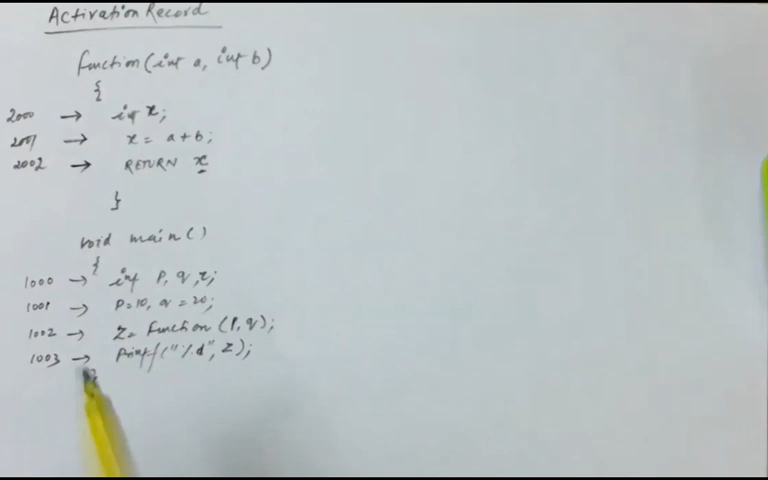 Activation Record
function(int a, int b)
{
2000 → int x;
2001 → x = a+b;
2002 → RETURN x
}
void main()
{
1000 → int P, q, z;
1001 → P=10, q=20;
1002 → Z= Function (P, q);
1003 → Printf("%d", Z);
}